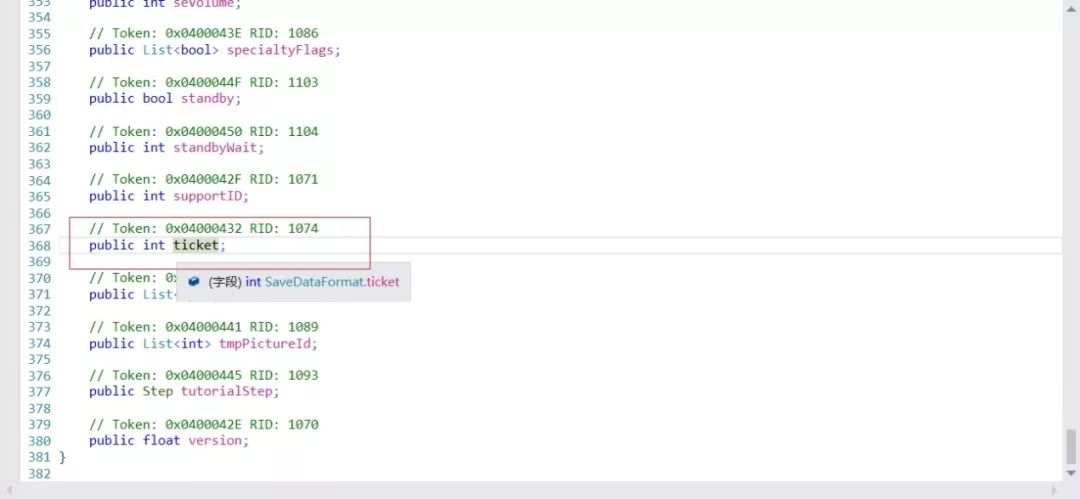 353 public int seVolume;
354
355 // Token: 0x0400043E RID: 1086
356 public List<bool> specialtyFlags;
357
358 // Token: 0x0400044F RID: 1103
359 public bool standby;
360
361 // Token: 0x04000450 RID: 1104
362 public int standbyWait;
363
364 // Token: 0x0400042F RID: 1071
365 public int supportID;
366
367 // Token: 0x04000432 RID: 1074
368 public int ticket;
369
370 // Token: 0x
(字段) int SaveDataFormat.ticket
371 public List<
372
373 // Token: 0x04000441 RID: 1089
374 public List<int> tmpPictureId;
375
376 // Token: 0x04000445 RID: 1093
377 public Step tutorialStep;
378
379 // Token: 0x0400042E RID: 1070
380 public float version;
381 }
382